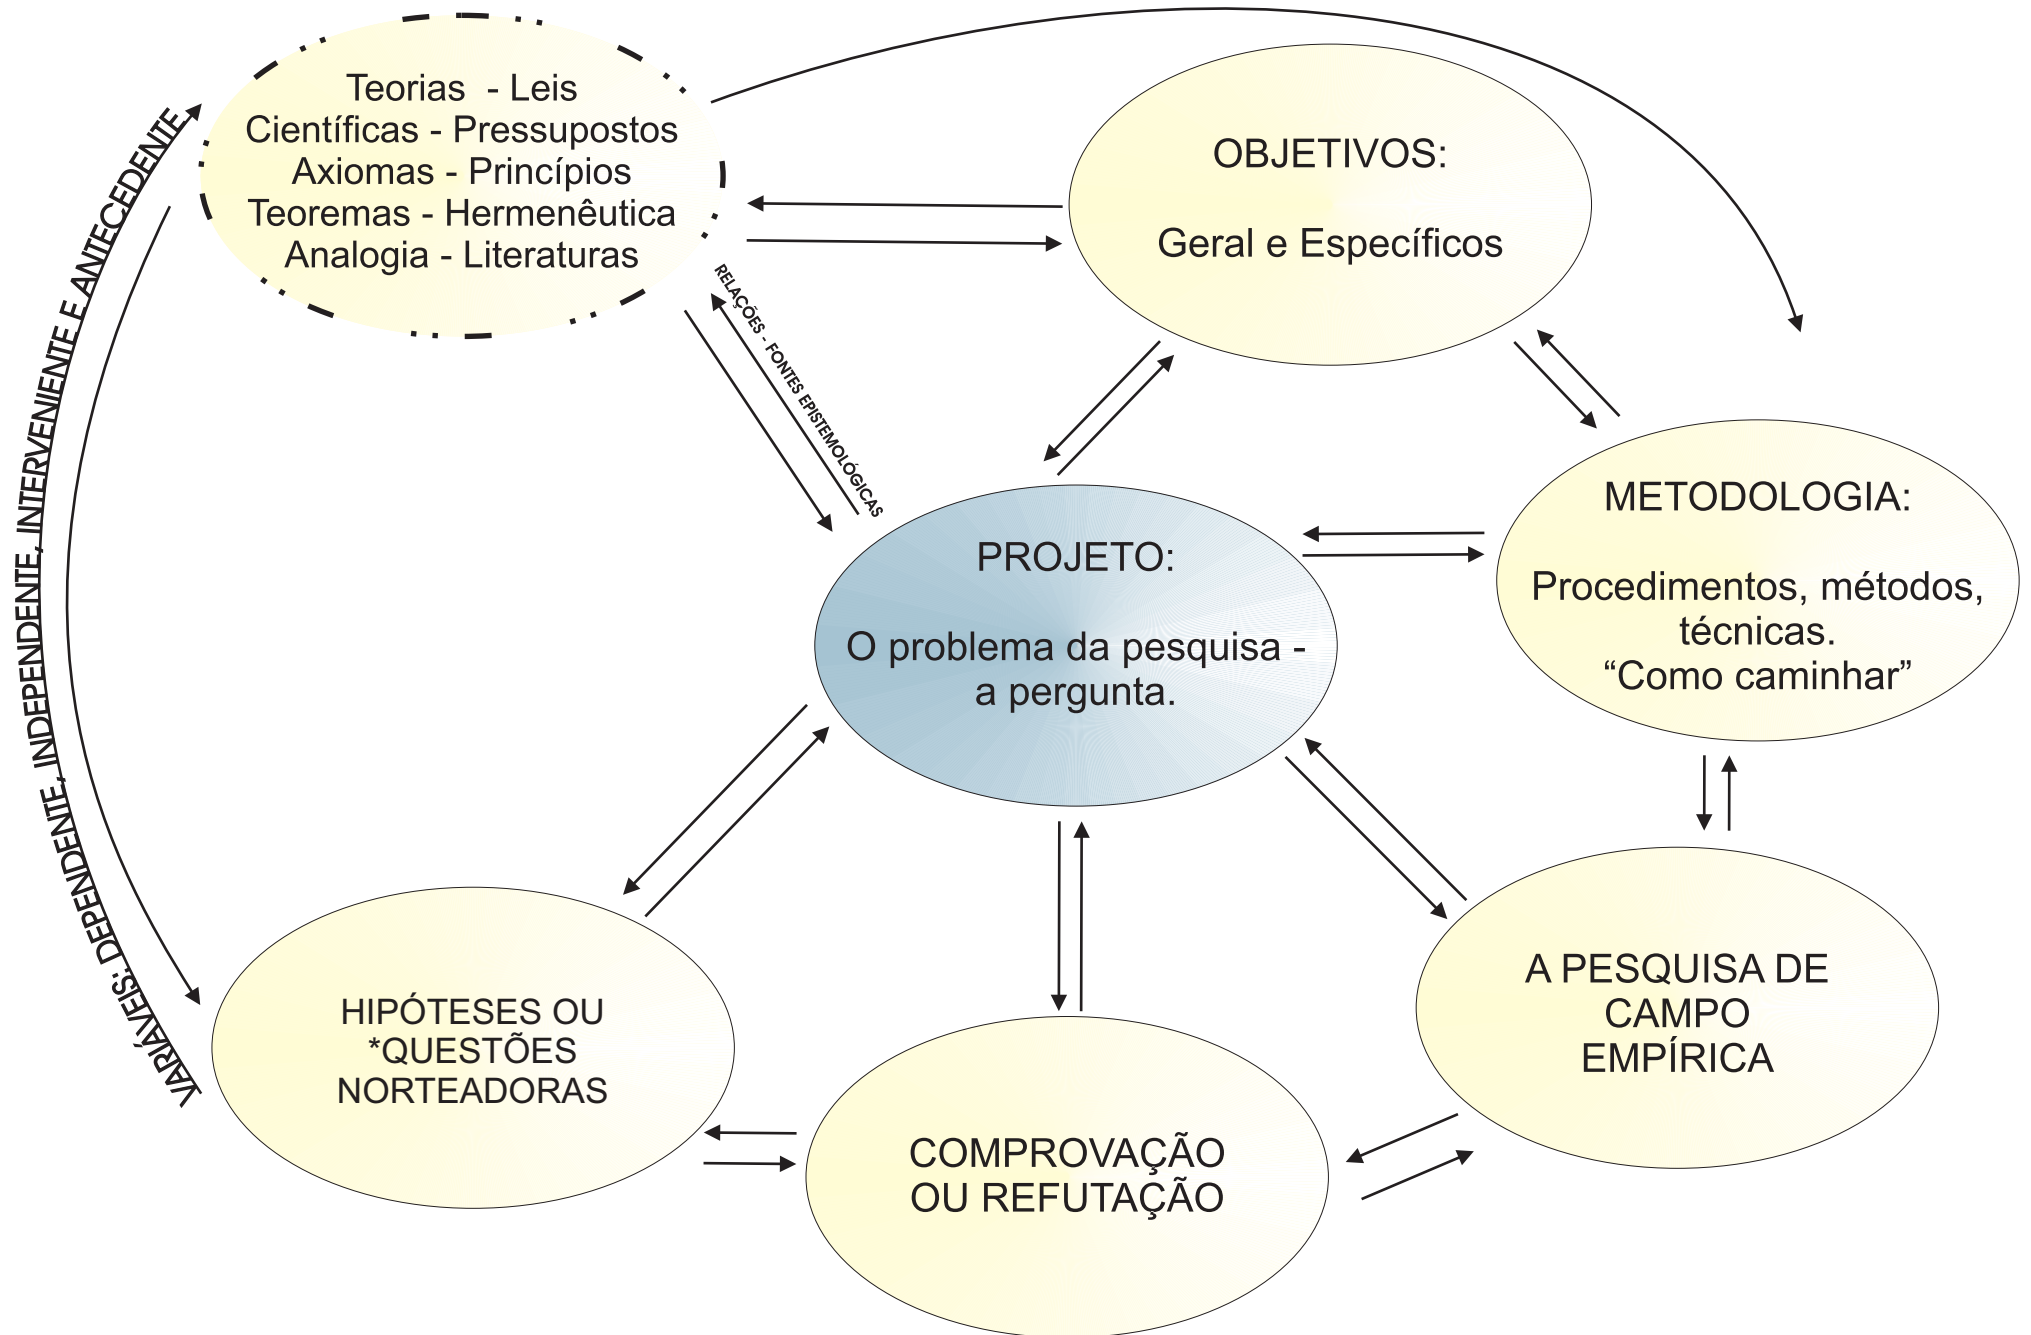 Teorias - Leis
Científicas - Pressupostos
Axiomas - Princípios
Teoremas - Hermenêutica
Analogia - Literaturas
OBJETIVOS:
Geral e Específicos
RELAÇÕES - FONTES EPISTEMOLÓGICAS
VARIÁVEIS: DEPENDENTE, INDEPENDENTE, INTERVENIENTE E ANTECEDENTE
METODOLOGIA:
Procedimentos, métodos,
técnicas.
“Como caminhar”
PROJETO:
O problema da pesquisa -
a pergunta.
HIPÓTESES OU
*QUESTÕES
NORTEADORAS
A PESQUISA DE
CAMPO
EMPÍRICA
COMPROVAÇÃO
OU REFUTAÇÃO